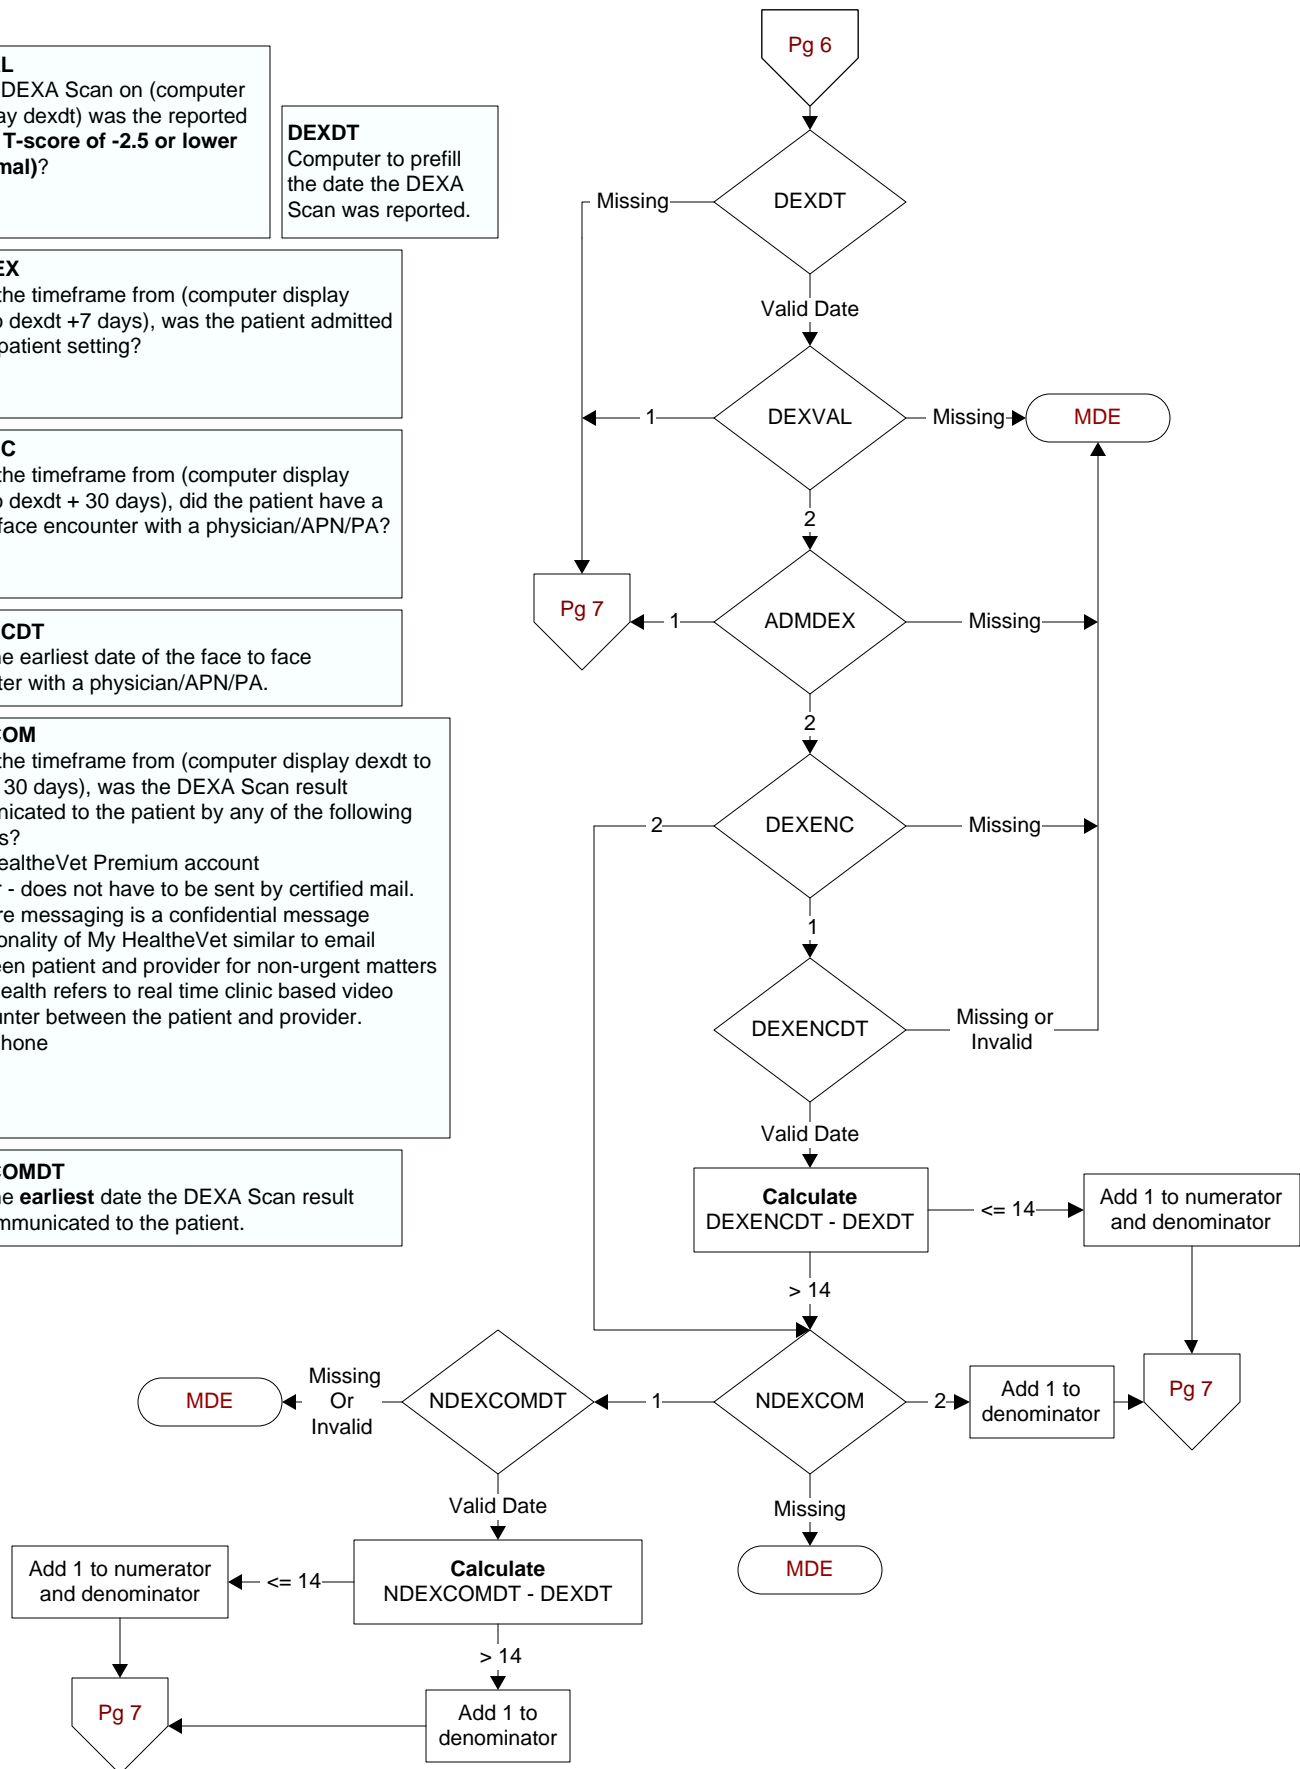 L
DEXA Scan on (computer
ay dexdt) was the reported
T-score of -2.5 or lower
mal)?
DEXDT
Computer to prefill
the date the DEXA
Scan was reported.
EX
the timeframe from (computer display
o dexdt +7 days), was the patient admitted
patient setting?
C
the timeframe from (computer display
o dexdt + 30 days), did the patient have a
face encounter with a physician/APN/PA?
CDT
ne earliest date of the face to face
ter with a physician/APN/PA.
OM
the timeframe from (computer display dexdt to
30 days), was the DEXA Scan result
nicated to the patient by any of the following
s?
ealtheVet Premium account
r - does not have to be sent by certified mail.
re messaging is a confidential message
onality of My HealtheVet similar to email
een patient and provider for non-urgent matters
health refers to real time clinic based video
unter between the patient and provider.
hone
COMDT
ne earliest date the DEXA Scan result
mmunicated to the patient.
Pg 6
DEXDT
Missing
Valid Date
DEXVAL
1
Missing
MDE
2
Pg 7
1
ADMDEX
Missing
2
2
DEXENC
Missing
1
DEXENCDT
Missing or
Invalid
Valid Date
Calculate
DEXENCDT - DEXDT
<= 14
Add 1 to numerator
and denominator
> 14
MDE
Missing
Or
Invalid
NDEXCOMDT
1
NDEXCOM
2
Add 1 to
denominator
Pg 7
Valid Date
Missing
MDE
Add 1 to numerator
and denominator
<= 14
Calculate
NDEXCOMDT - DEXDT
> 14
Pg 7
Add 1 to
denominator